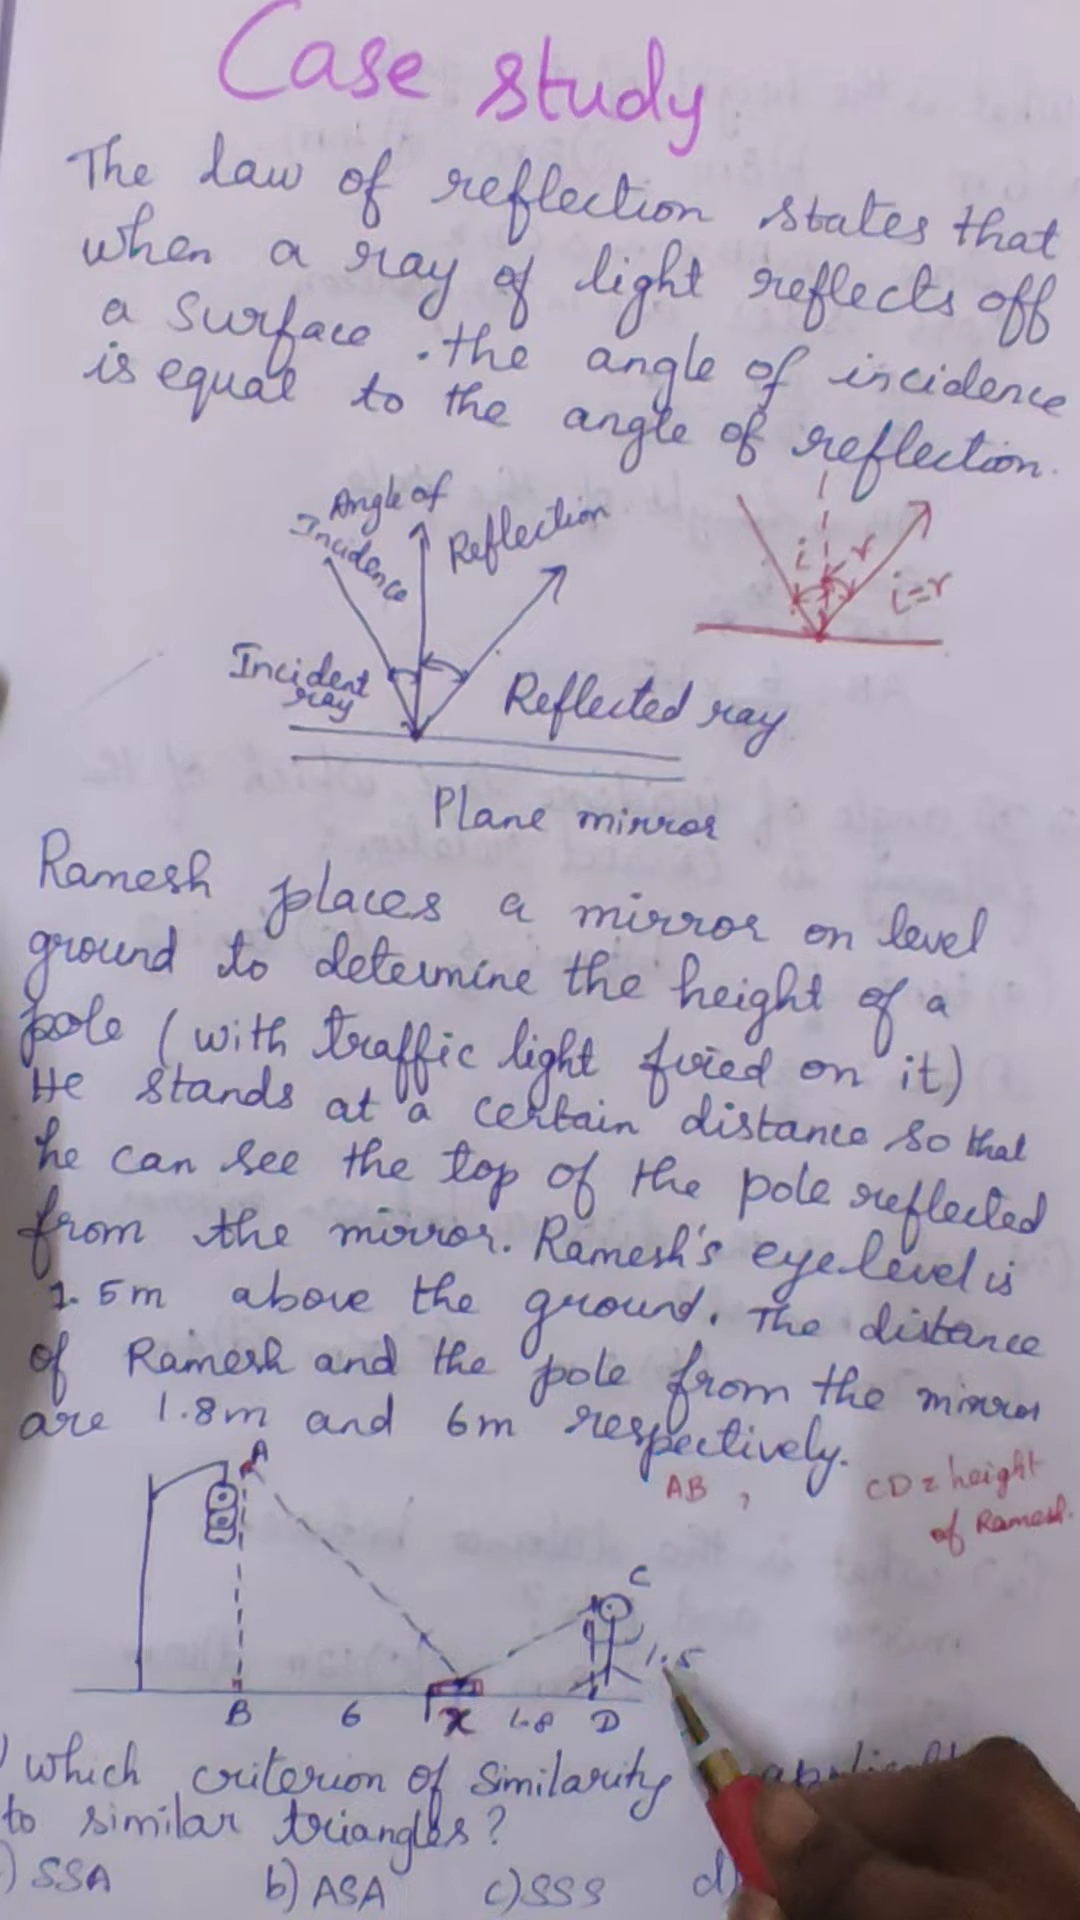 Case study
The law of reflection states that
when a ray of light reflects off
a surface . the angle of incidence
is equal to the angle of reflection.
Angle of
Incidence
Reflection
i r
i=r
Incident
ray
Reflected ray
Plane mirror
Ramesh places a mirror on level
ground to determine the height of a
pole (with traffic light fixed on it)
He stands at a certain distance so that
he can see the top of the pole reflected
from the mirror. Ramesh's eye level is
1.5m above the ground. The distance
of Ramesh and the pole from the mirror
are 1.8m and 6m respectively.
A
AB , CD = height
of Ramesh.
C
1.5
B 6 X 1.8 D
) which criterion of similarity
to similar triangles?
) SSA b) ASA c) SSS d)